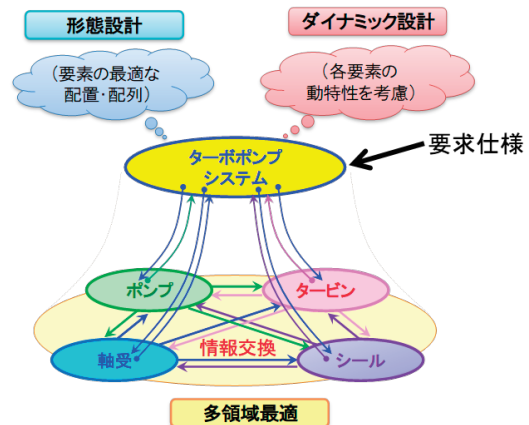 形態設計
ダイナミック設計
(要素の最適な
配置・配列)
(各要素の
動特性を考慮)
要求仕様
ターボポンプ
システム
ポンプ
タービン
情報交換
軸受
シール
多領域最適